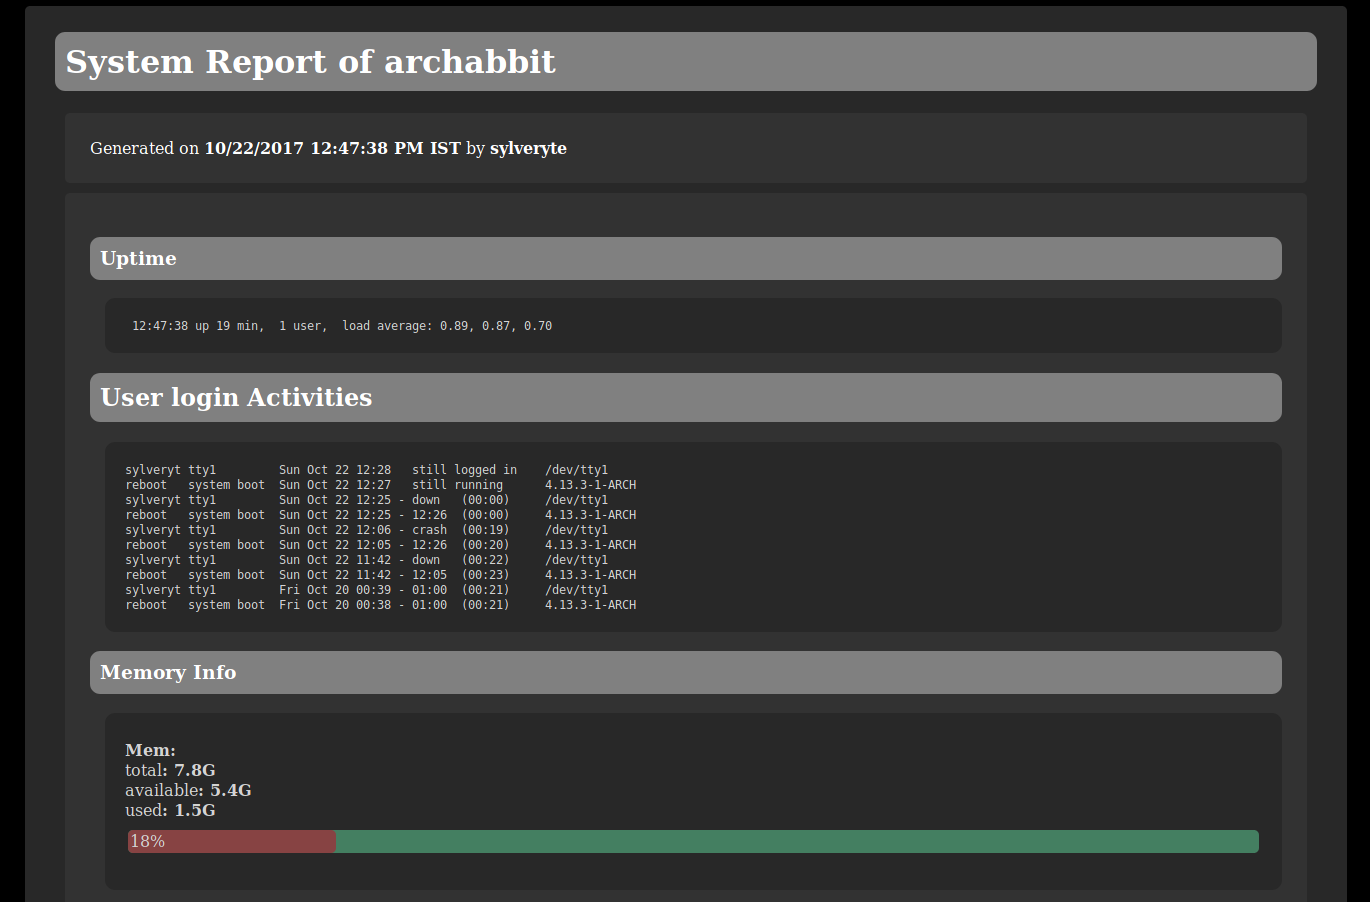 System Report of archabbit
Generated on 10/22/2017 12:47:38 PM IST by sylveryte
Uptime
12:47:38 up 19 min,  1 user,  load average: 0.89, 0.87, 0.70
User login Activities
sylveryt tty1         Sun Oct 22 12:28   still logged in    /dev/tty1
reboot   system boot  Sun Oct 22 12:27   still running      4.13.3-1-ARCH
sylveryt tty1         Sun Oct 22 12:25 - down   (00:00)     /dev/tty1
reboot   system boot  Sun Oct 22 12:25 - 12:26  (00:00)     4.13.3-1-ARCH
sylveryt tty1         Sun Oct 22 12:06 - crash  (00:19)     /dev/tty1
reboot   system boot  Sun Oct 22 12:05 - 12:26  (00:20)     4.13.3-1-ARCH
sylveryt tty1         Sun Oct 22 11:42 - down   (00:22)     /dev/tty1
reboot   system boot  Sun Oct 22 11:42 - 12:05  (00:23)     4.13.3-1-ARCH
sylveryt tty1         Fri Oct 20 00:39 - 01:00  (00:21)     /dev/tty1
reboot   system boot  Fri Oct 20 00:38 - 01:00  (00:21)     4.13.3-1-ARCH
Memory Info
Mem:
total: 7.8G
available: 5.4G
used: 1.5G
18%